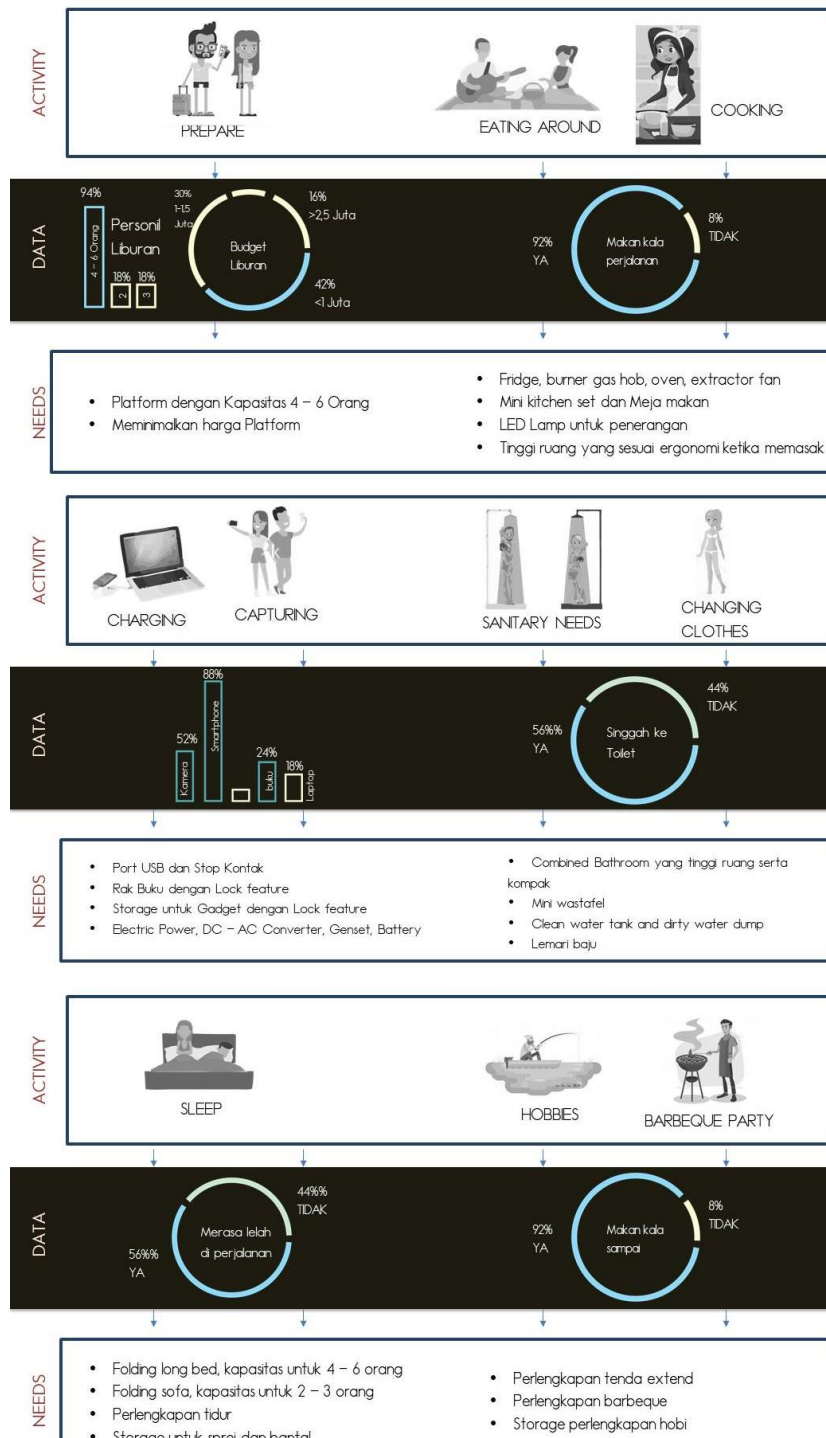 ACTIVITY
PREPARE
EATING AROUND
COOKING
DATA
94%
4 – 6 Orang
Personil
Liburan
18%
2
18%
3
30%
1-1,5
Juta
Budget
Liburan
16%
>2,5 Juta
42%
<1 Juta
92%
YA
Makan kala
perjalanan
8%
TIDAK
NEEDS
• Platform dengan Kapasitas 4 – 6 Orang
• Meminimalkan harga Platform
• Fridge, burner gas hob, oven, extractor fan
• Mini kitchen set dan Meja makan
• LED Lamp untuk penerangan
• Tinggi ruang yang sesuai ergonomi ketika memasak
ACTIVITY
CHARGING
CAPTURING
SANITARY NEEDS
CHANGING
CLOTHES
DATA
52%
Kamera
88%
Smartphone
24%
buku
18%
Laptop
56%%
YA
Singgah ke
Toilet
44%
TIDAK
NEEDS
• Port USB dan Stop Kontak
• Rak Buku dengan Lock feature
• Storage untuk Gadget dengan Lock feature
• Electric Power, DC – AC Converter, Genset, Battery
• Combined Bathroom yang tinggi ruang serta
kompak
• Mini wastafel
• Clean water tank and dirty water dump
• Lemari baju
ACTIVITY
SLEEP
HOBBIES
BARBEQUE PARTY
DATA
56%%
YA
Merasa lelah
di perjalanan
44%%
TIDAK
92%
YA
Makan kala
sampai
8%
TIDAK
NEEDS
• Folding long bed, kapasitas untuk 4 – 6 orang
• Folding sofa, kapasitas untuk 2 – 3 orang
• Perlengkapan tidur
• Storage untuk sprei dan bantal
• Perlengkapan tenda extend
• Perlengkapan barbeque
• Storage perlengkapan hobi